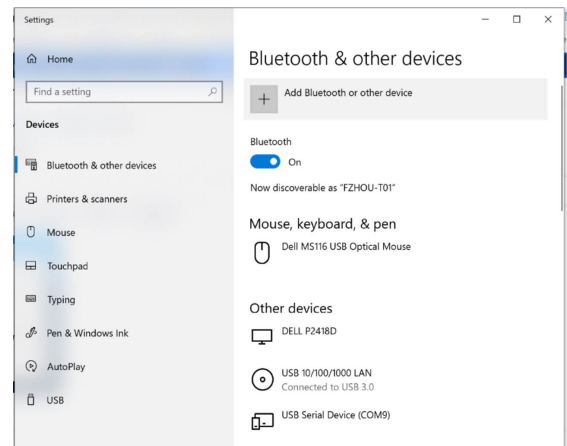 Settings
Home
Find a setting
Devices
Bluetooth & other devices
Printers & scanners
Mouse
Touchpad
Typing
Pen & Windows Ink
AutoPlay
USB
Bluetooth & other devices
Add Bluetooth or other device
Bluetooth
On
Now discoverable as "FZHOU-T01"
Mouse, keyboard, & pen
Dell MS116 USB Optical Mouse
Other devices
DELL P2418D
USB 10/100/1000 LAN
Connected to USB 3.0
USB Serial Device (COM9)